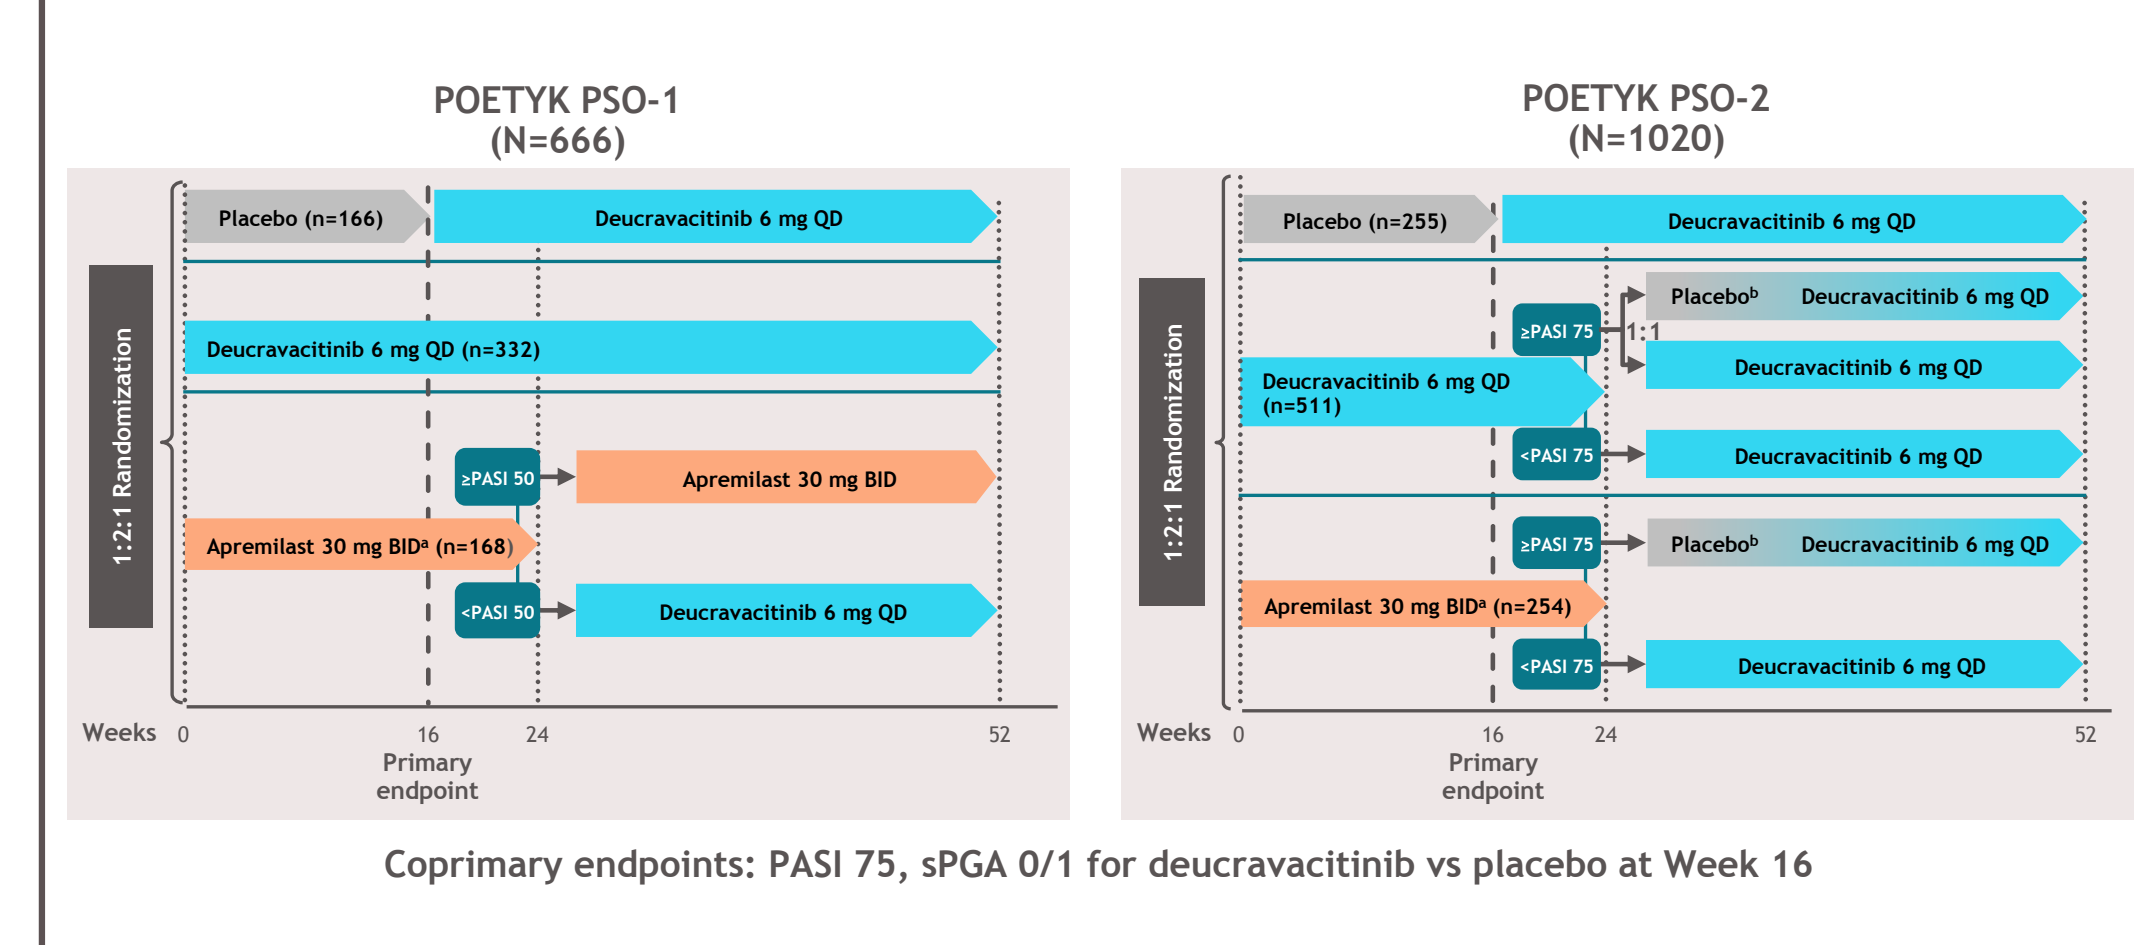 POETYK PSO-1
(N=666)
1:2:1 Randomization
Placebo (n=166)
Deucravacitinib 6 mg QD
Deucravacitinib 6 mg QD (n=332)
≥PASI 50
Apremilast 30 mg BID
Apremilast 30 mg BIDᵃ (n=168)
<PASI 50
Deucravacitinib 6 mg QD
Weeks 0 16 24 52
Primary
endpoint
POETYK PSO-2
(N=1020)
1:2:1 Randomization
Placebo (n=255)
Deucravacitinib 6 mg QD
Placeboᵇ Deucravacitinib 6 mg QD
≥PASI 75
1:1
Deucravacitinib 6 mg QD
Deucravacitinib 6 mg QD
(n=511)
<PASI 75
Deucravacitinib 6 mg QD
≥PASI 75
Placeboᵇ Deucravacitinib 6 mg QD
Apremilast 30 mg BIDᵃ (n=254)
<PASI 75
Deucravacitinib 6 mg QD
Weeks 0 16 24 52
Primary
endpoint
Coprimary endpoints: PASI 75, sPGA 0/1 for deucravacitinib vs placebo at Week 16